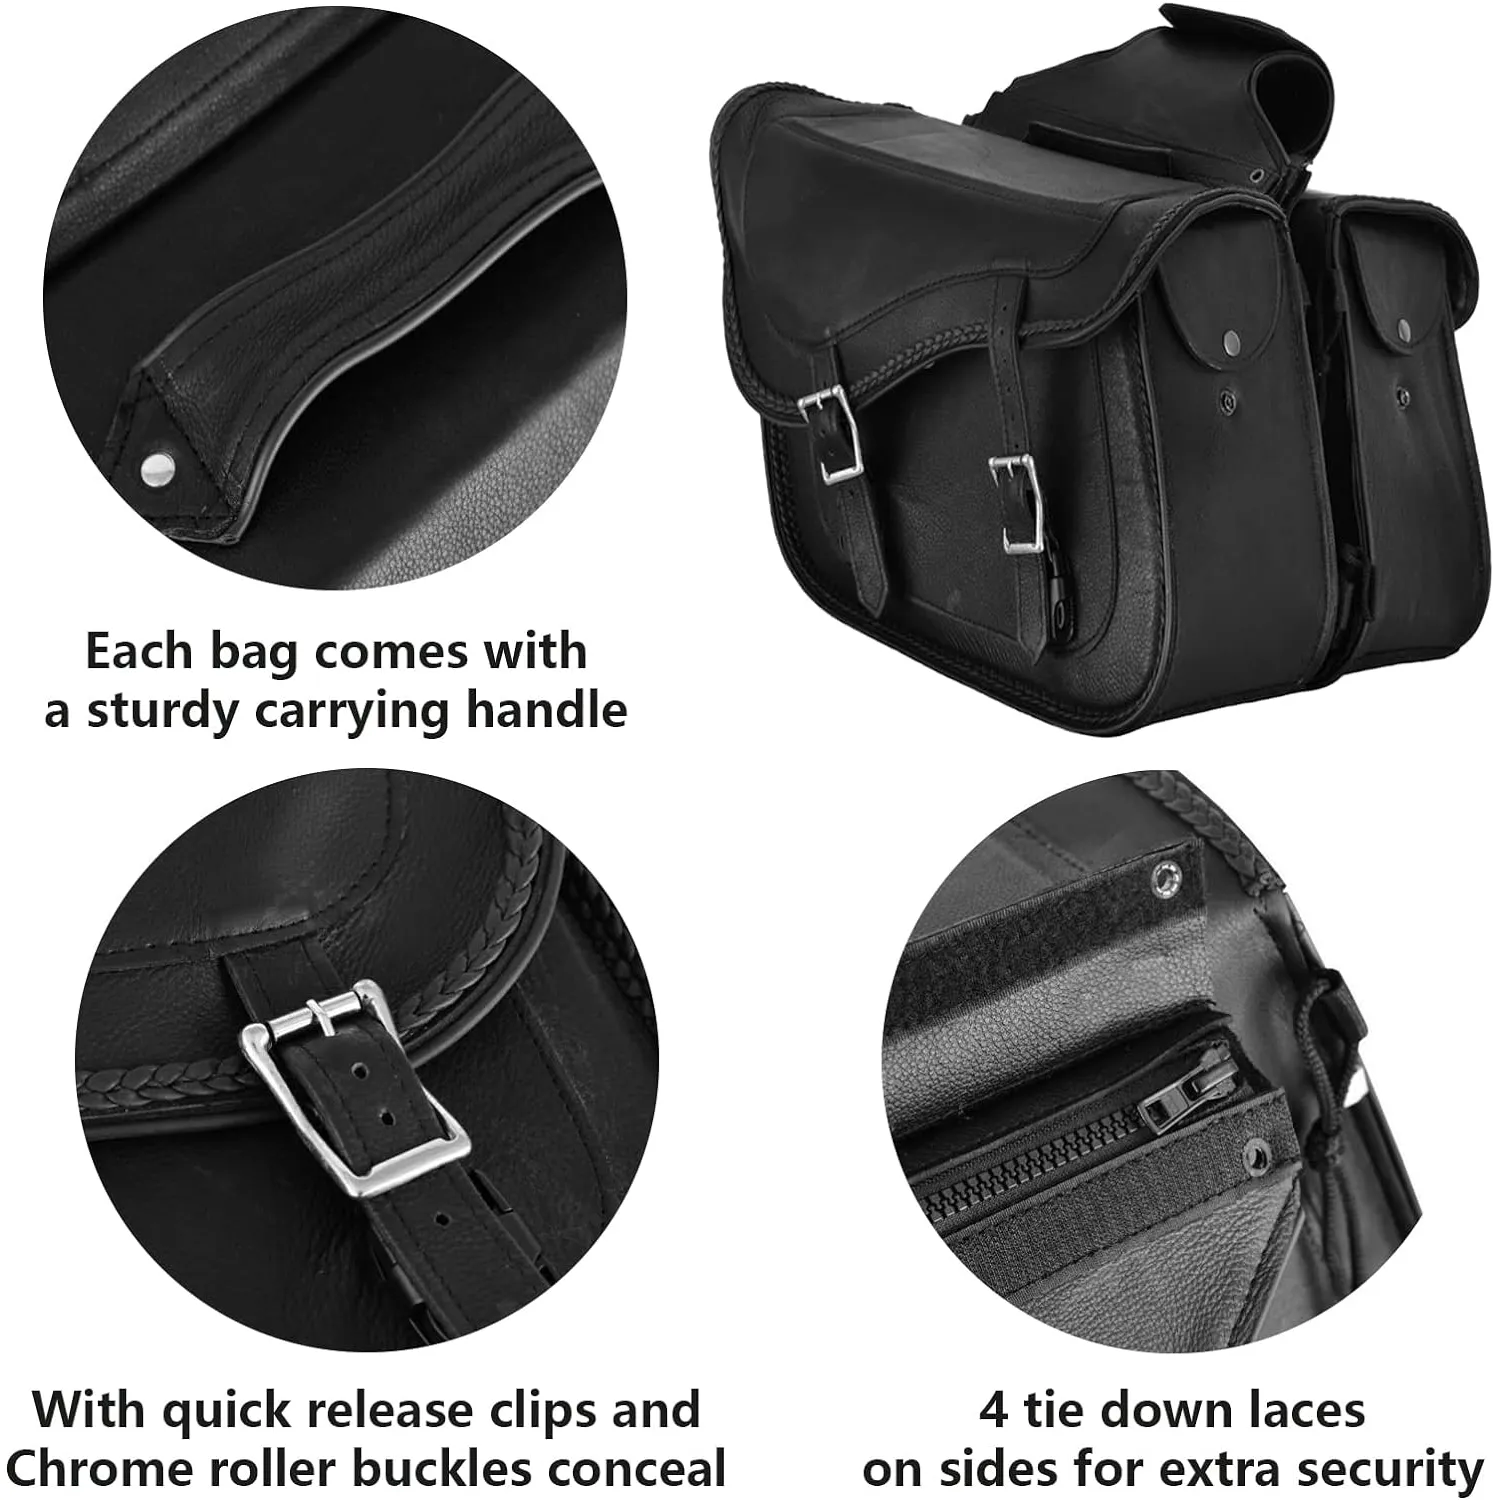 Each bag comes with
a sturdy carrying handle
With quick release clips and
Chrome roller buckles conceal
4 tie down laces
on sides for extra security